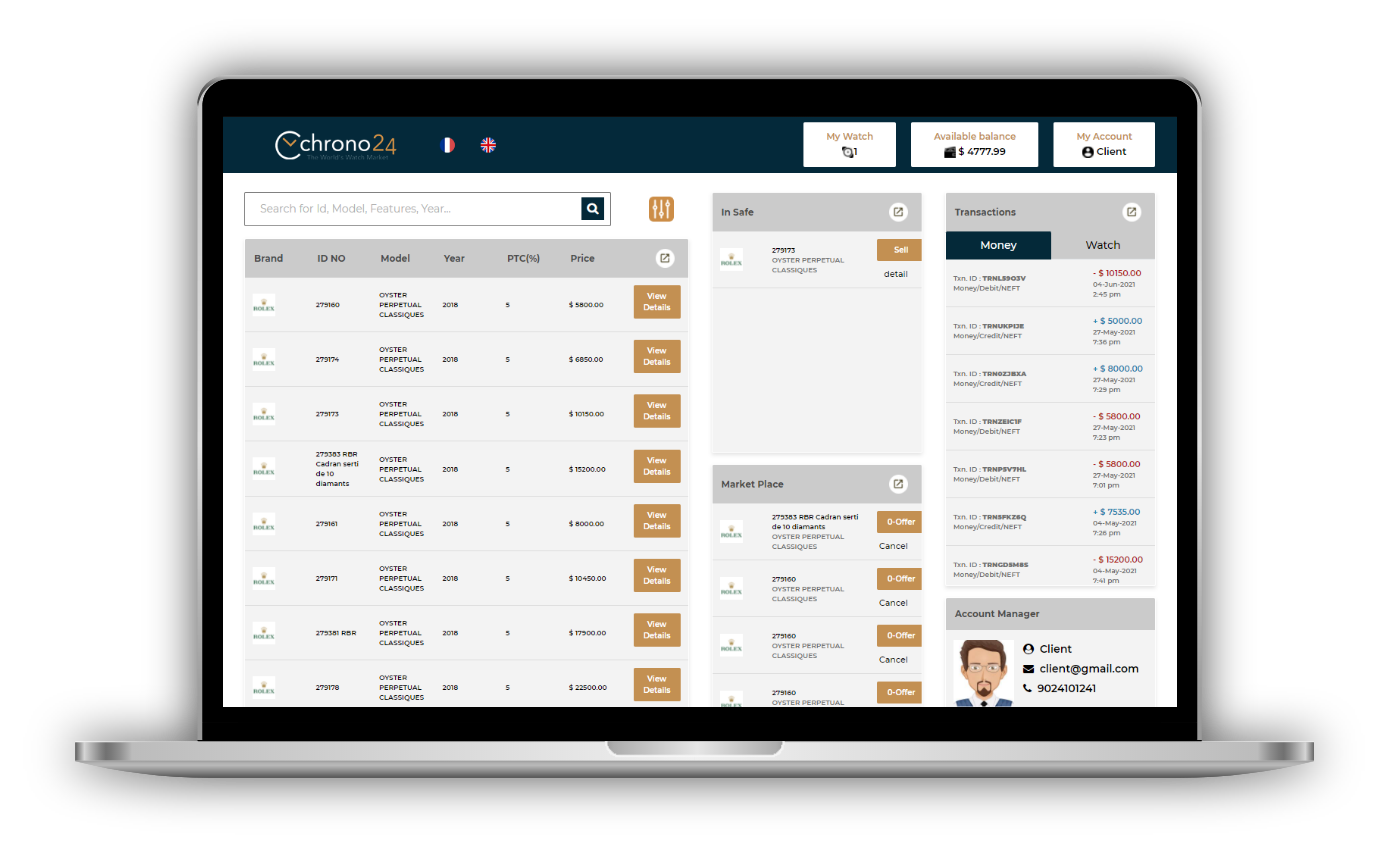 chrono24
The World's Watch Market
My Watch
1
Available balance
$ 4777.99
My Account
Client
Search for Id, Model, Features, Year...
Brand ID NO Model Year PTC(%) Price
ROLEX 279160 OYSTER PERPETUAL CLASSIQUES 2018 5 $ 5800.00 View Details
ROLEX 279174 OYSTER PERPETUAL CLASSIQUES 2018 5 $ 6850.00 View Details
ROLEX 279173 OYSTER PERPETUAL CLASSIQUES 2018 5 $ 10150.00 View Details
ROLEX 279383 RBR Cadran serti de 10 diamants OYSTER PERPETUAL CLASSIQUES 2018 5 $ 15200.00 View Details
ROLEX 279161 OYSTER PERPETUAL CLASSIQUES 2018 5 $ 8000.00 View Details
ROLEX 279171 OYSTER PERPETUAL CLASSIQUES 2018 5 $ 10450.00 View Details
ROLEX 279381 RBR OYSTER PERPETUAL CLASSIQUES 2018 5 $ 17900.00 View Details
ROLEX 279178 OYSTER PERPETUAL CLASSIQUES 2018 5 $ 22500.00 View Details
In Safe
ROLEX
279173
OYSTER PERPETUAL
CLASSIQUES
Sell
detail
Market Place
ROLEX
279383 RBR Cadran serti
de 10 diamants
OYSTER PERPETUAL
CLASSIQUES
0-Offer
Cancel
ROLEX
279160
OYSTER PERPETUAL
CLASSIQUES
0-Offer
Cancel
ROLEX
279160
OYSTER PERPETUAL
CLASSIQUES
0-Offer
Cancel
ROLEX
279160
OYSTER PERPETUAL
0-Offer
Transactions
Money Watch
Txn. ID : TRNL59O3V - $ 10150.00
Money/Debit/NEFT 04-Jun-2021
2:45 pm
Txn. ID : TRNUKPIJE + $ 5000.00
Money/Credit/NEFT 27-May-2021
7:36 pm
Txn. ID : + $ 8000.00
Money/Credit/NEFT 27-May-2021
7:29 pm
Txn. ID : TRNZEIC1F - $ 5800.00
Money/Debit/NEFT 27-May-2021
7:23 pm
Txn. ID : TRNP5V7HL - $ 5800.00
Money/Debit/NEFT 27-May-2021
7:01 pm
Txn. ID : + $ 7535.00
Money/Credit/NEFT 04-May-2021
7:26 pm
Txn. ID : - $ 15200.00
Money/Debit/NEFT 04-May-2021
7:41 pm
Account Manager
Client
client@gmail.com
9024101241